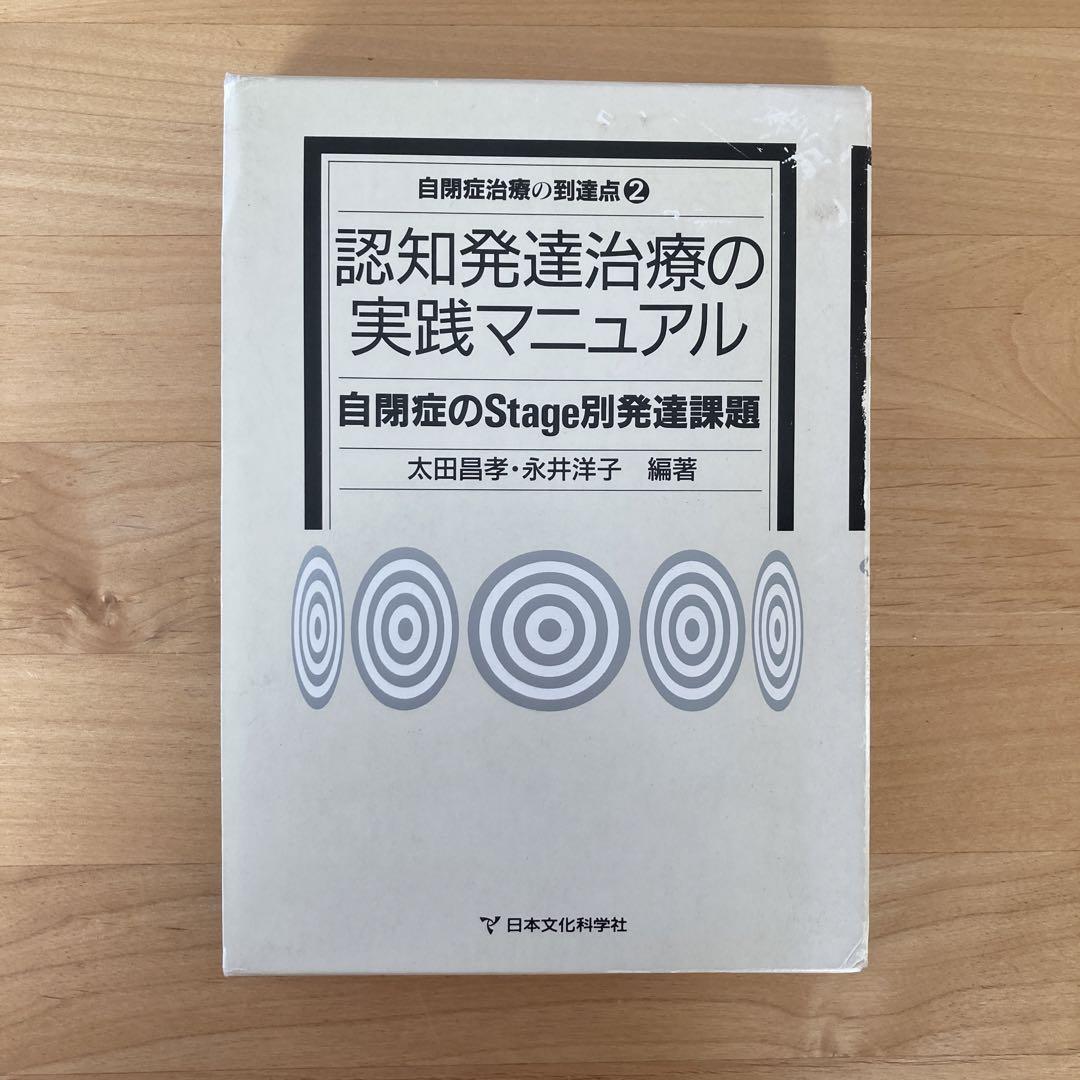 自閉症治療の到達点❷
認知発達治療の
実践マニュアル
自閉症のStage別発達課題
太田昌孝・永井洋子 編著
日本文化科学社